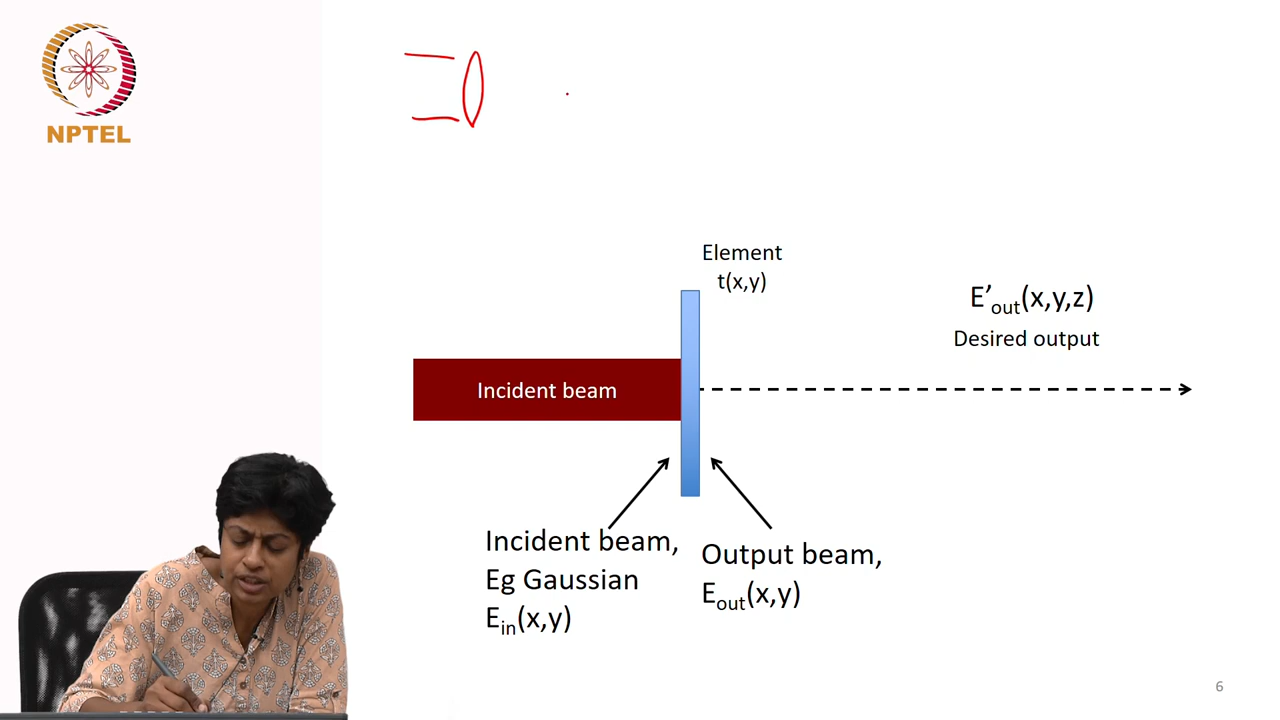 NPTEL
Element
t(x,y)
E’out(x,y,z)
Desired output
Incident beam
Incident beam,
Eg Gaussian
Ein(x,y)
Output beam,
Eout(x,y)
6